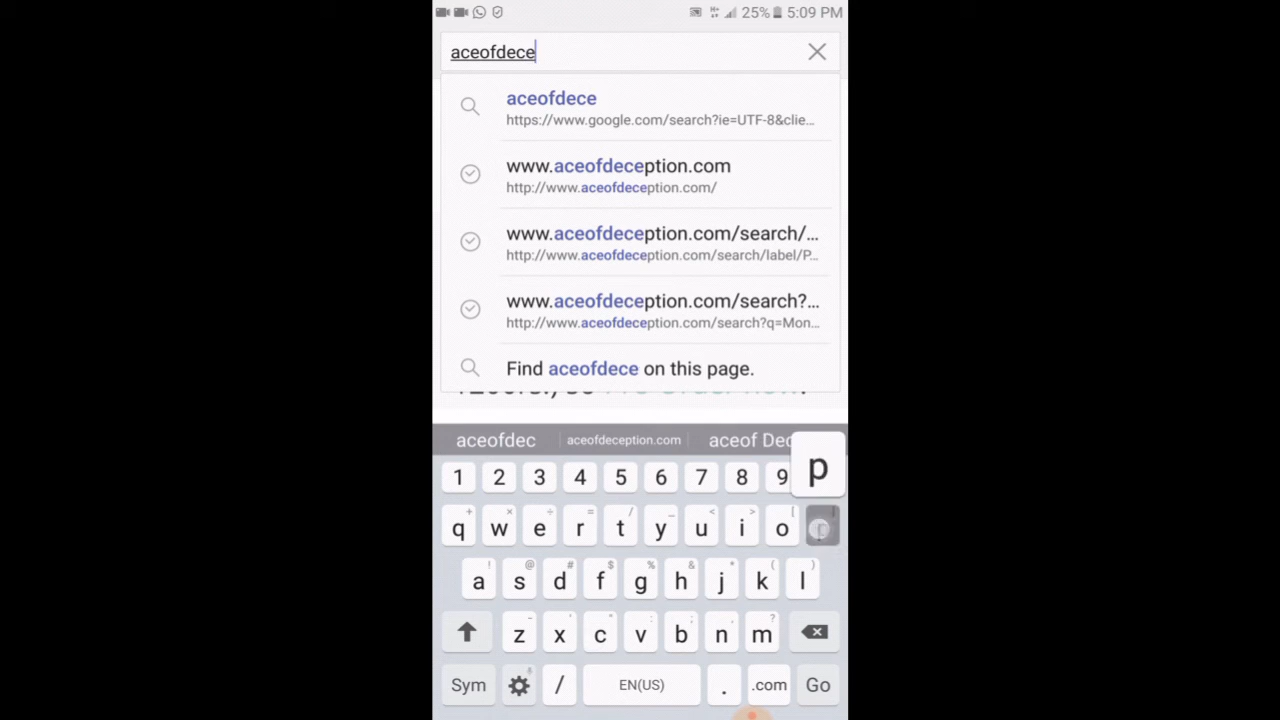 25% 5:09 PM
aceofdece
aceofdece
https://www.google.com/search?ie=UTF-8&clie...
www.aceofdeception.com
http://www.aceofdeception.com/
www.aceofdeception.com/search/...
http://www.aceofdeception.com/search/label/P...
www.aceofdeception.com/search?...
http://www.aceofdeception.com/search?q=Mon...
Find aceofdece on this page.
aceofdec aceofdeception.com aceof Dec
p
1 2 3 4 5 6 7 8 9
q w e r t y u i o p
a s d f g h j k l
z x c v b n m
Sym / EN(US) . .com Go